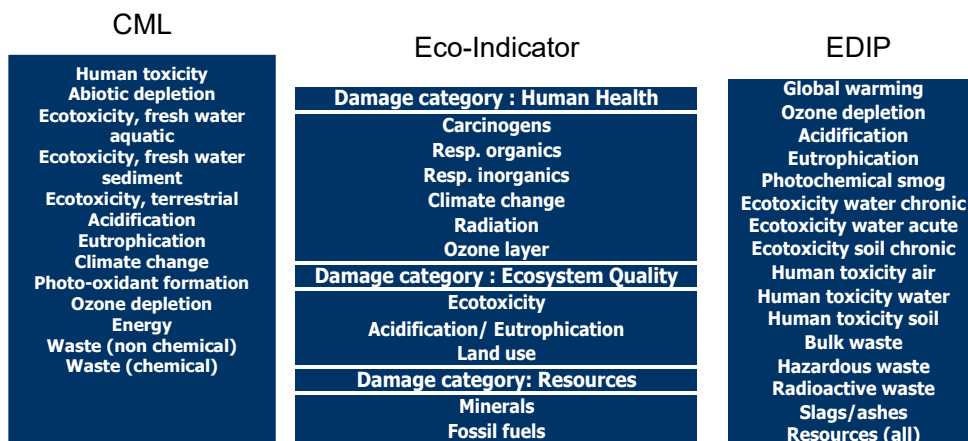 CML
Human toxicity
Abiotic depletion
Ecotoxicity, fresh water
aquatic
Ecotoxicity, fresh water
sediment
Ecotoxicity, terrestrial
Acidification
Eutrophication
Climate change
Photo-oxidant formation
Ozone depletion
Energy
Waste (non chemical)
Waste (chemical)
Eco-Indicator
Damage category : Human Health
Carcinogens
Resp. organics
Resp. inorganics
Climate change
Radiation
Ozone layer
Damage category : Ecosystem Quality
Ecotoxicity
Acidification/ Eutrophication
Land use
Damage category: Resources
Minerals
Fossil fuels
EDIP
Global warming
Ozone depletion
Acidification
Eutrophication
Photochemical smog
Ecotoxicity water chronic
Ecotoxicity water acute
Ecotoxicity soil chronic
Human toxicity air
Human toxicity water
Human toxicity soil
Bulk waste
Hazardous waste
Radioactive waste
Slags/ashes
Resources (all)